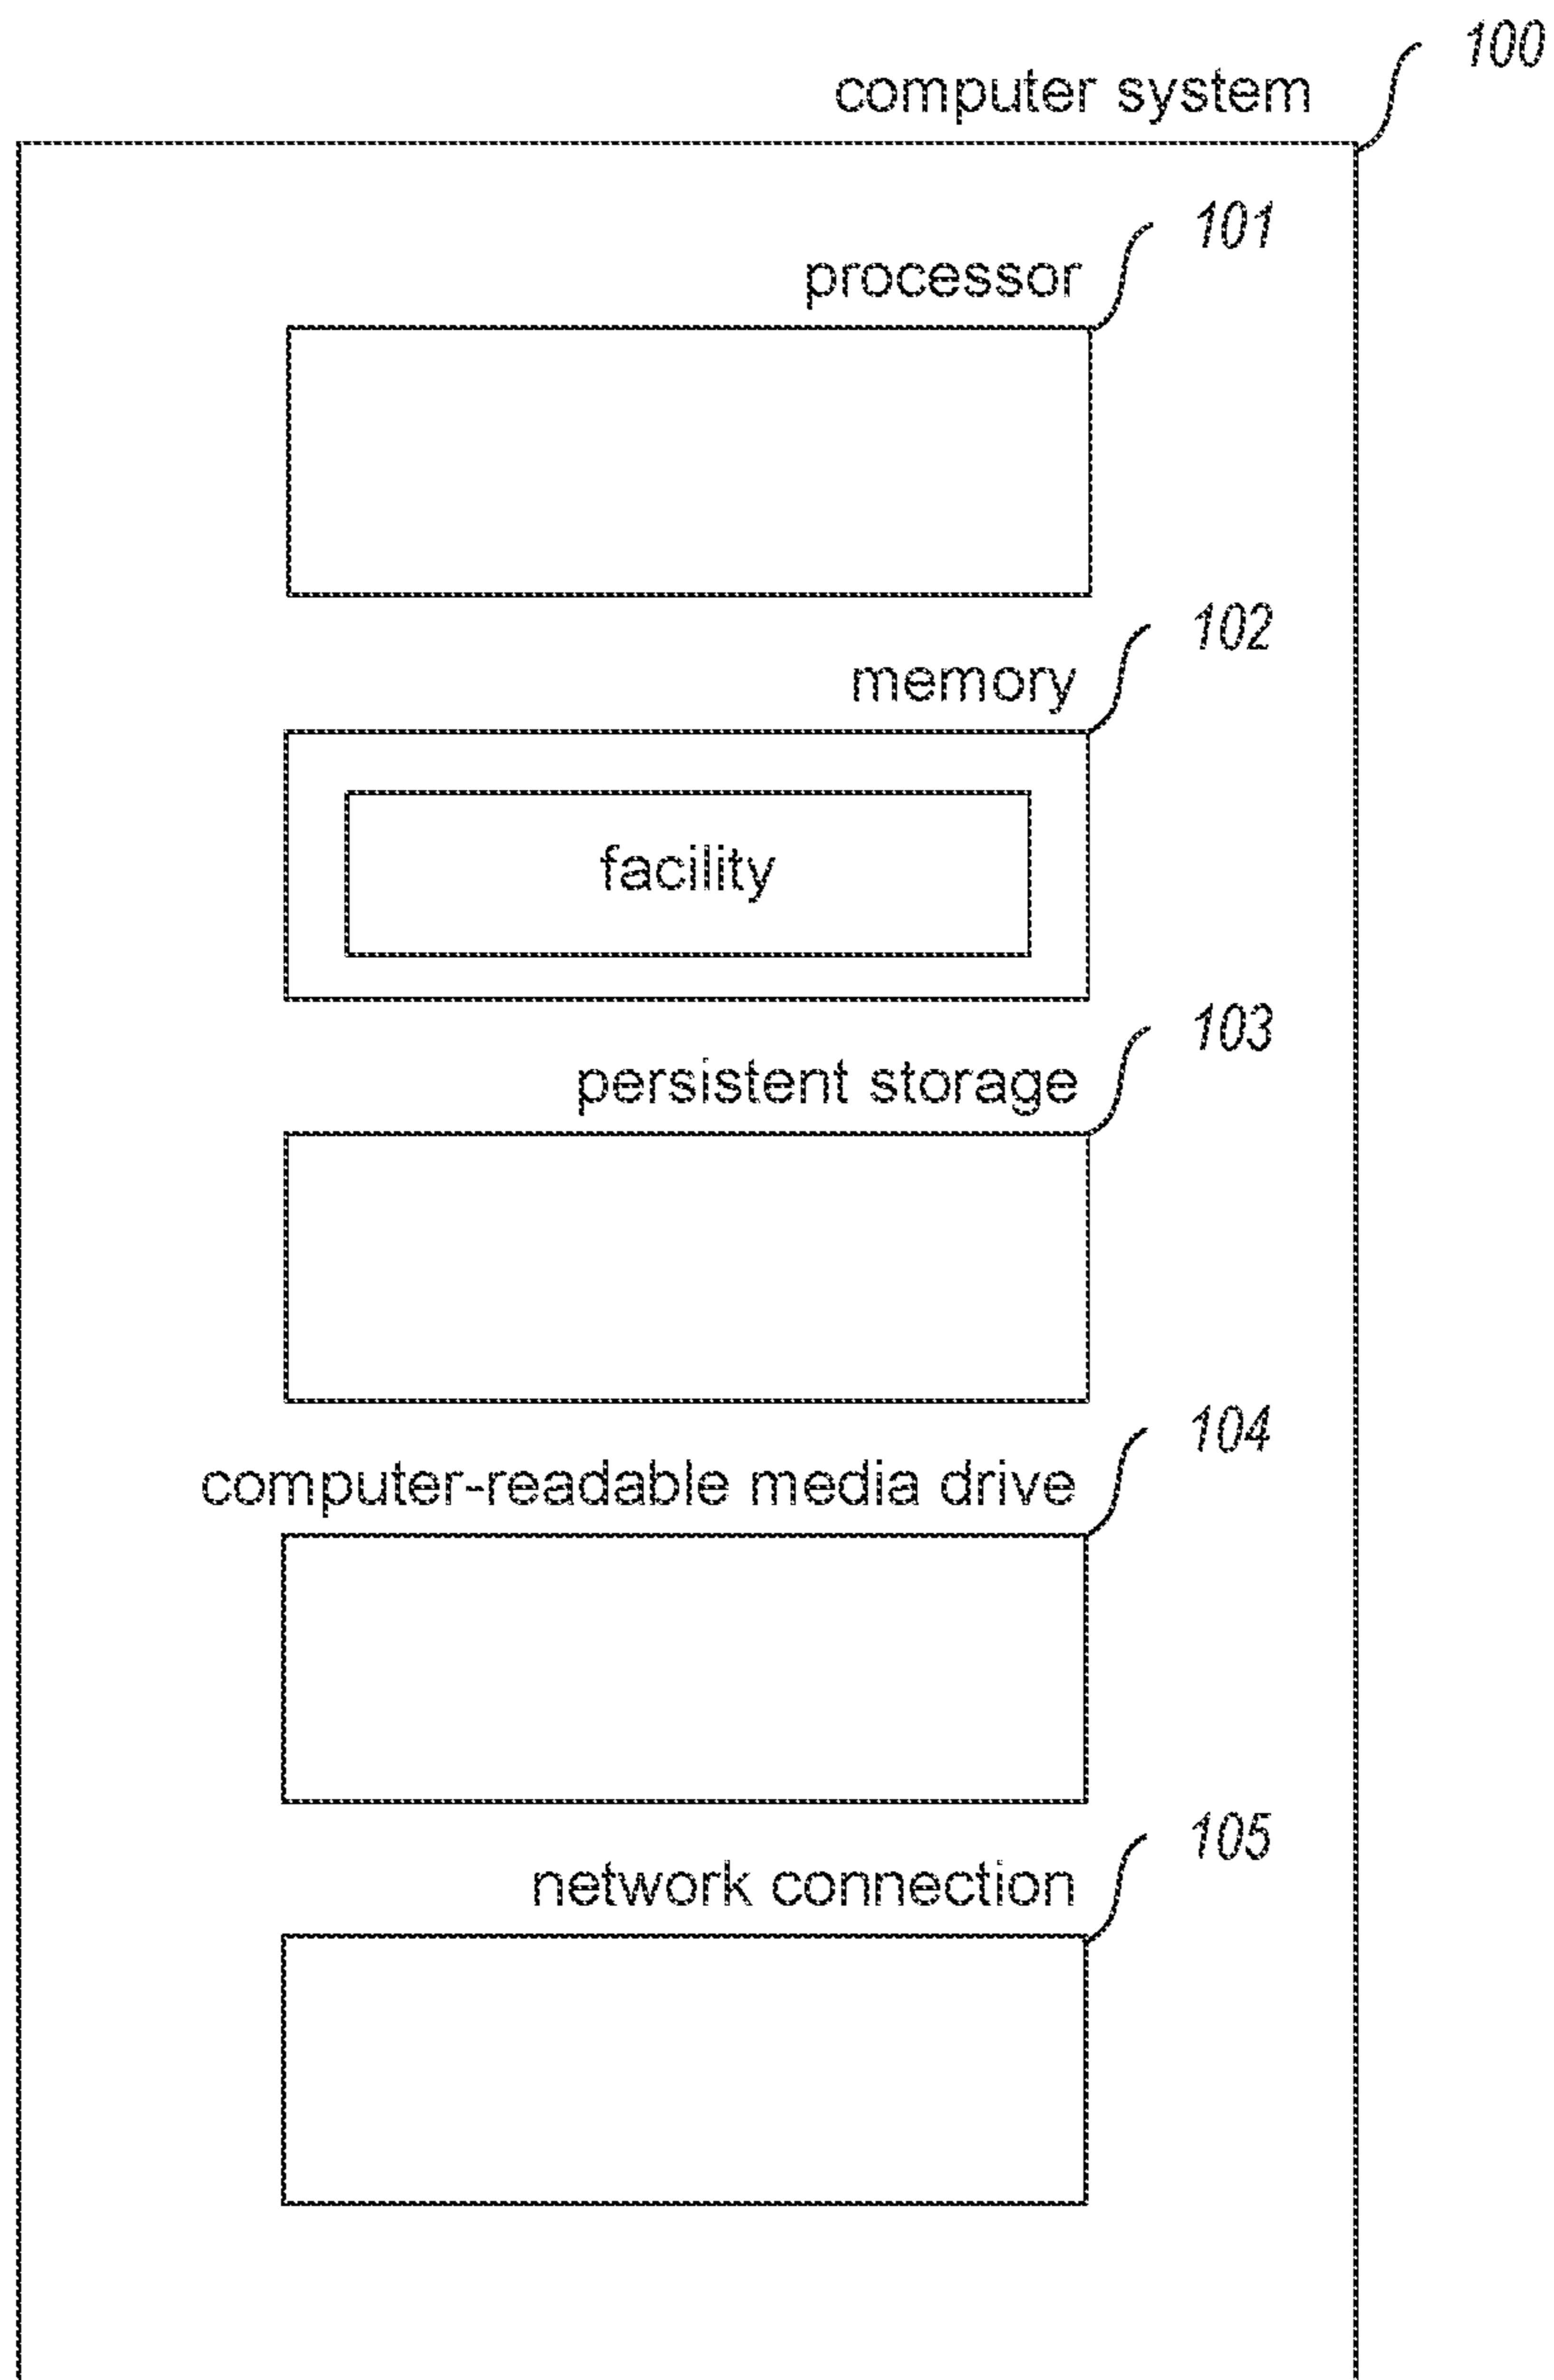 100
computer system
101
processor
102
memory
facility
103
persistent storage
104
computer-readable media drive
105
network connection